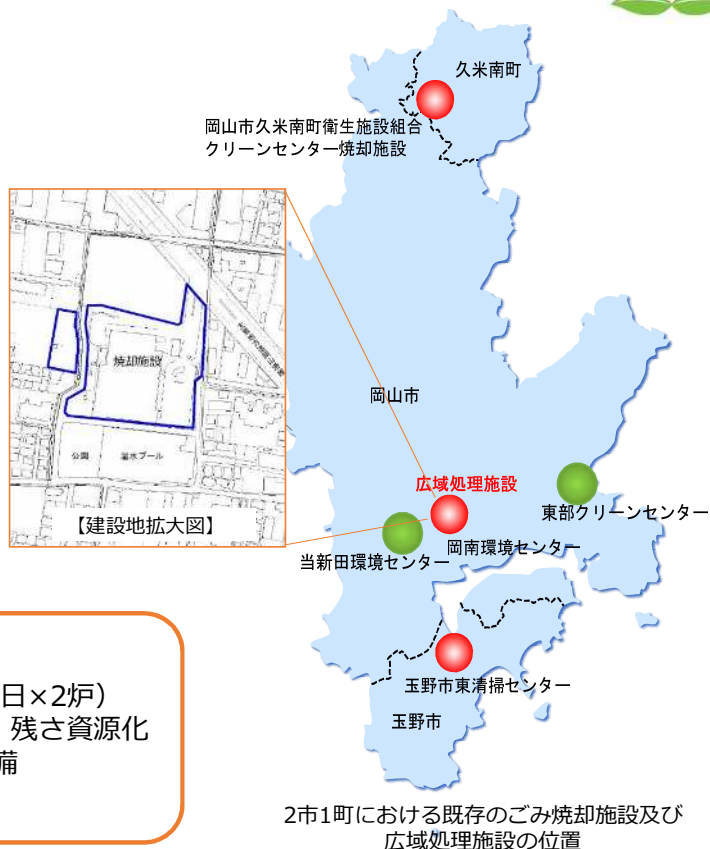 久米南町
岡山市久米南町衛生施設組合
クリーンセンター焼却施設
焼却施設
公園
温水プール
【建設地拡大図】
岡山市
広域処理施設
東部クリーンセンター
岡南環境センター
当新田環境センター
玉野市東清掃センター
玉野市
日×2炉）
残さ資源化
備
2市1町における既存のごみ焼却施設及び
広域処理施設の位置